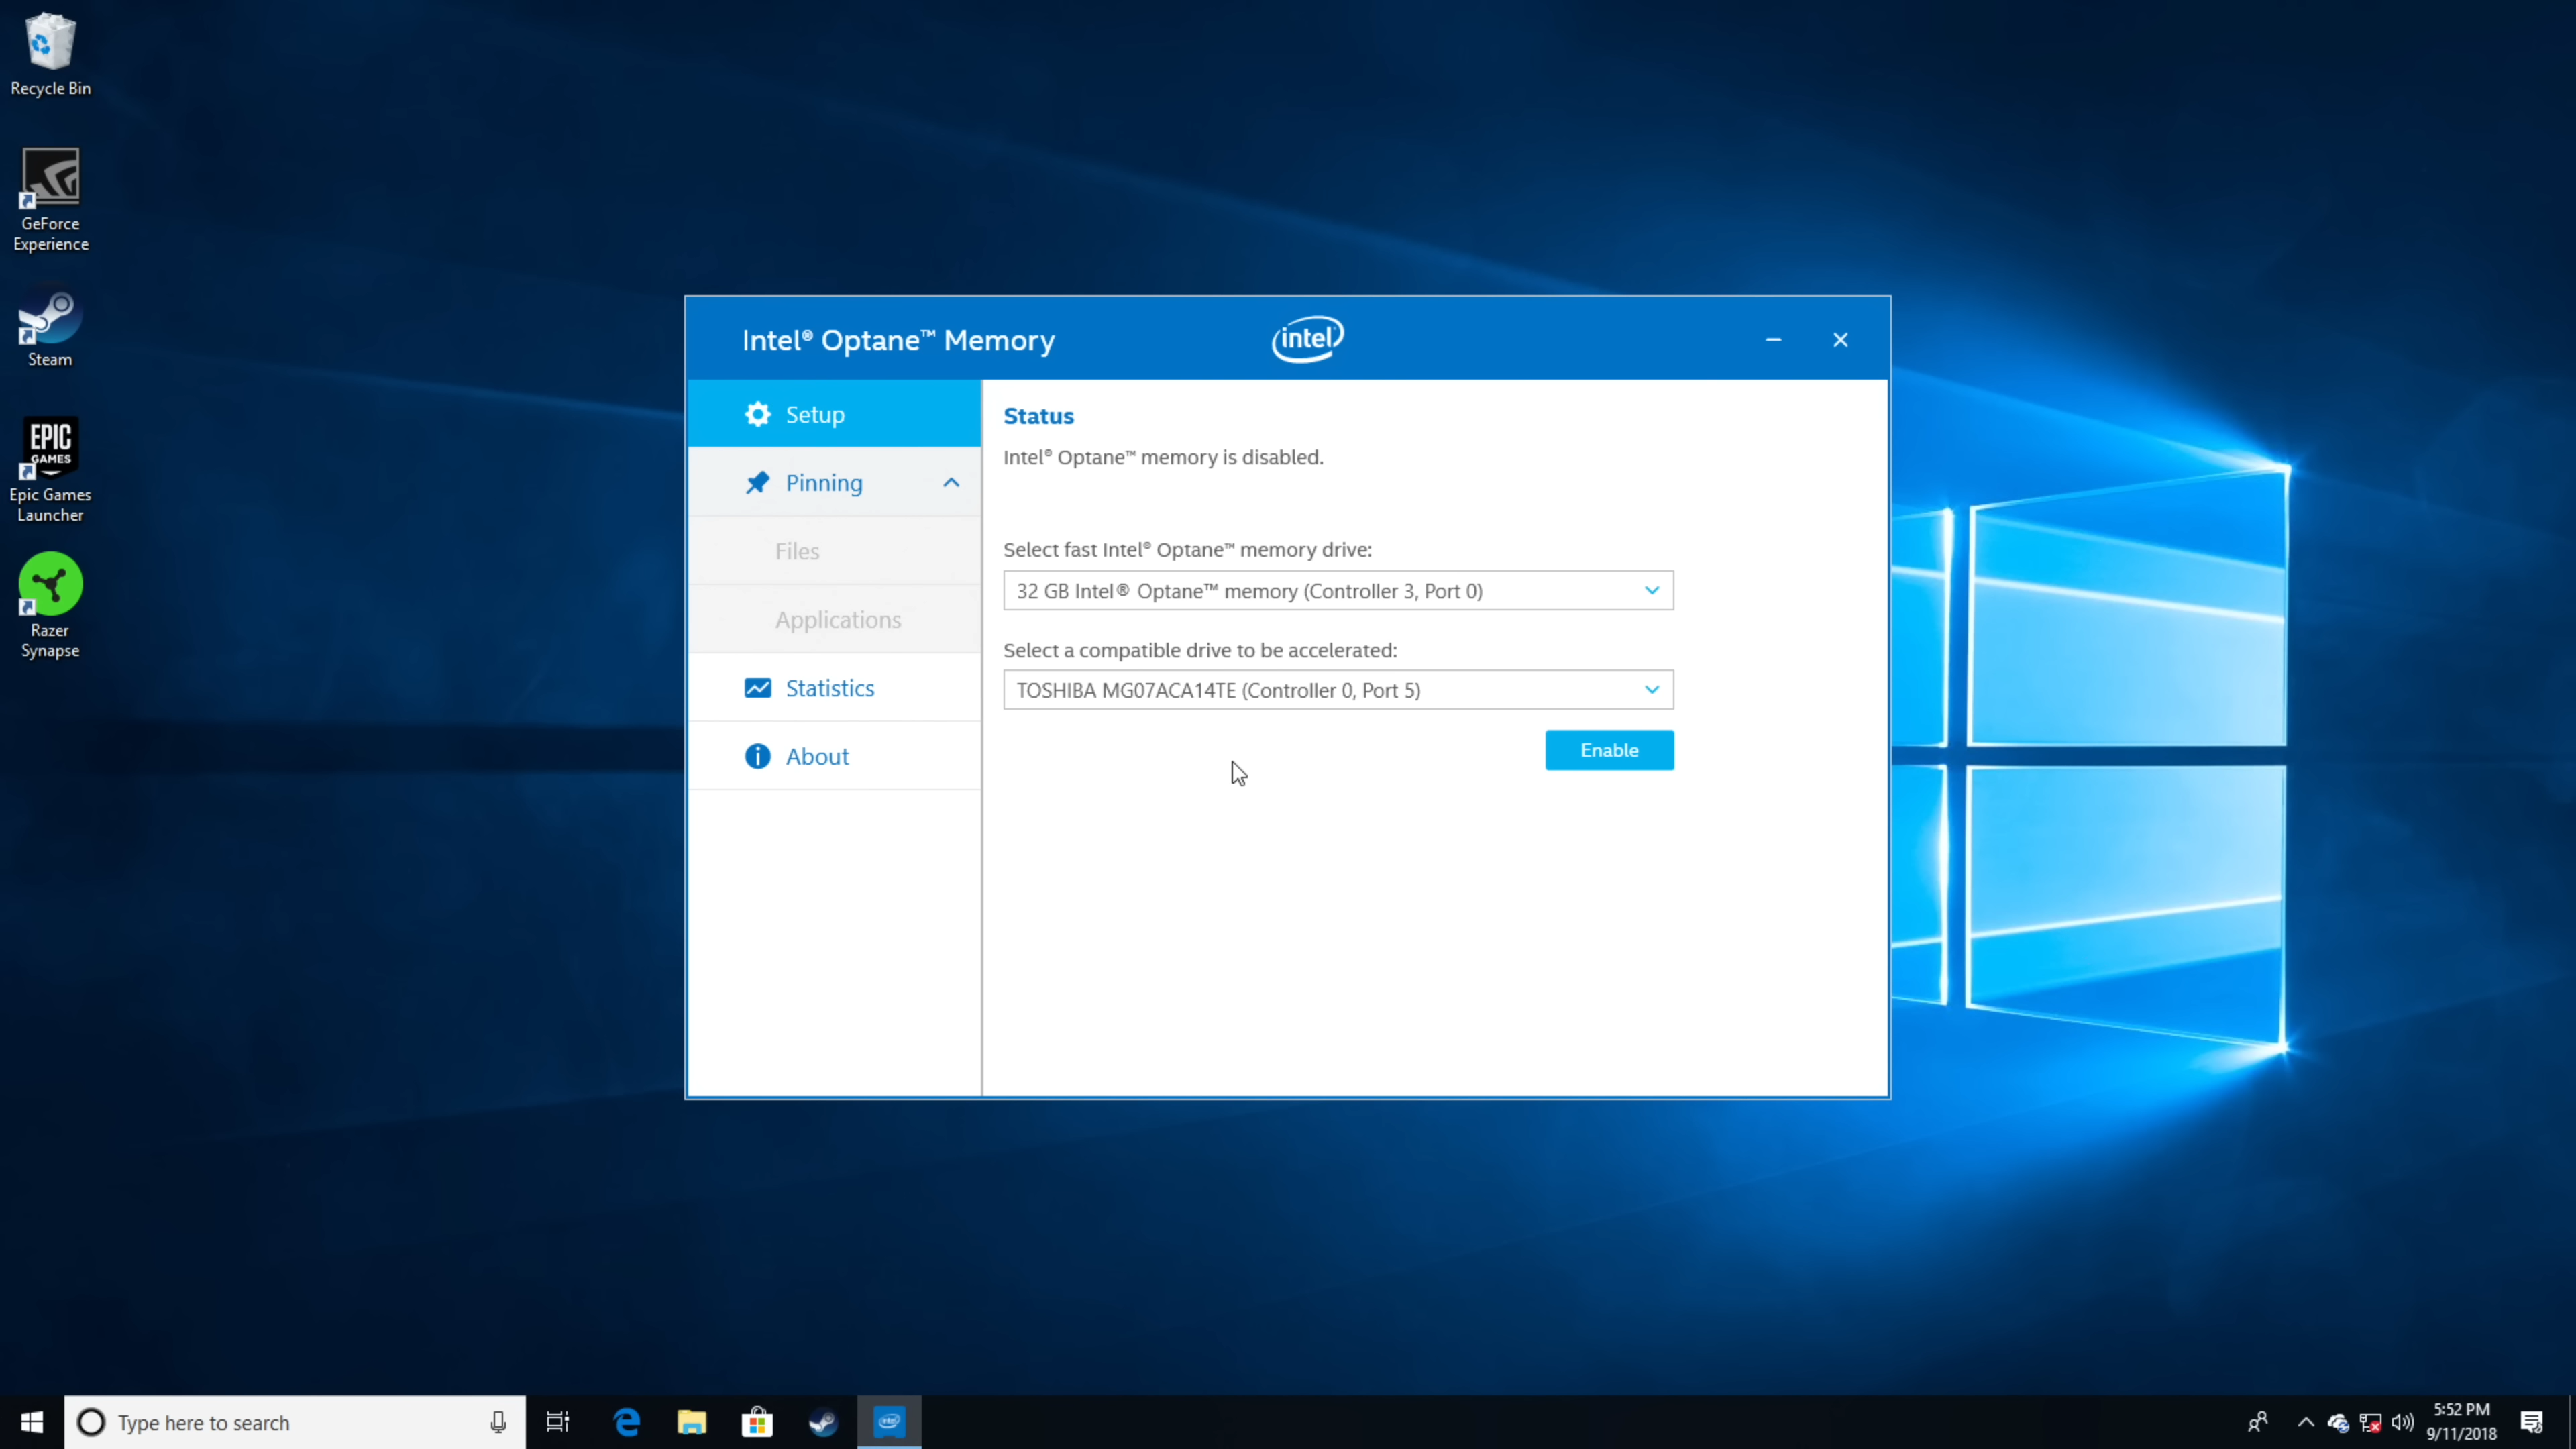 Recycle Bin
GeForce
Experience
Steam
EPIC
GAMES
Epic Games
Launcher
Razer
Synapse
Intel® Optane™ Memory
intel
Setup
Pinning
Files
Applications
Statistics
About
Status
Intel® Optane™ memory is disabled.
Select fast Intel® Optane™ memory drive:
32 GB Intel® Optane™ memory (Controller 3, Port 0)
Select a compatible drive to be accelerated:
TOSHIBA MG07ACA14TE (Controller 0, Port 5)
Enable
Type here to search
intel
5:52 PM
9/11/2018